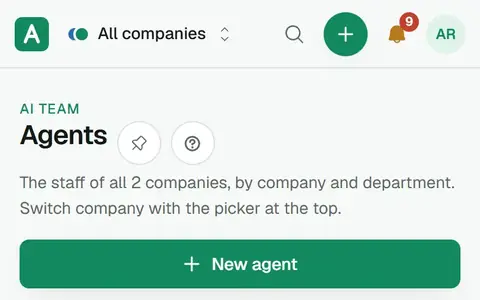 A
All companies
9
AR
AI TEAM
Agents
The staff of all 2 companies, by company and department.
Switch company with the picker at the top.
New agent